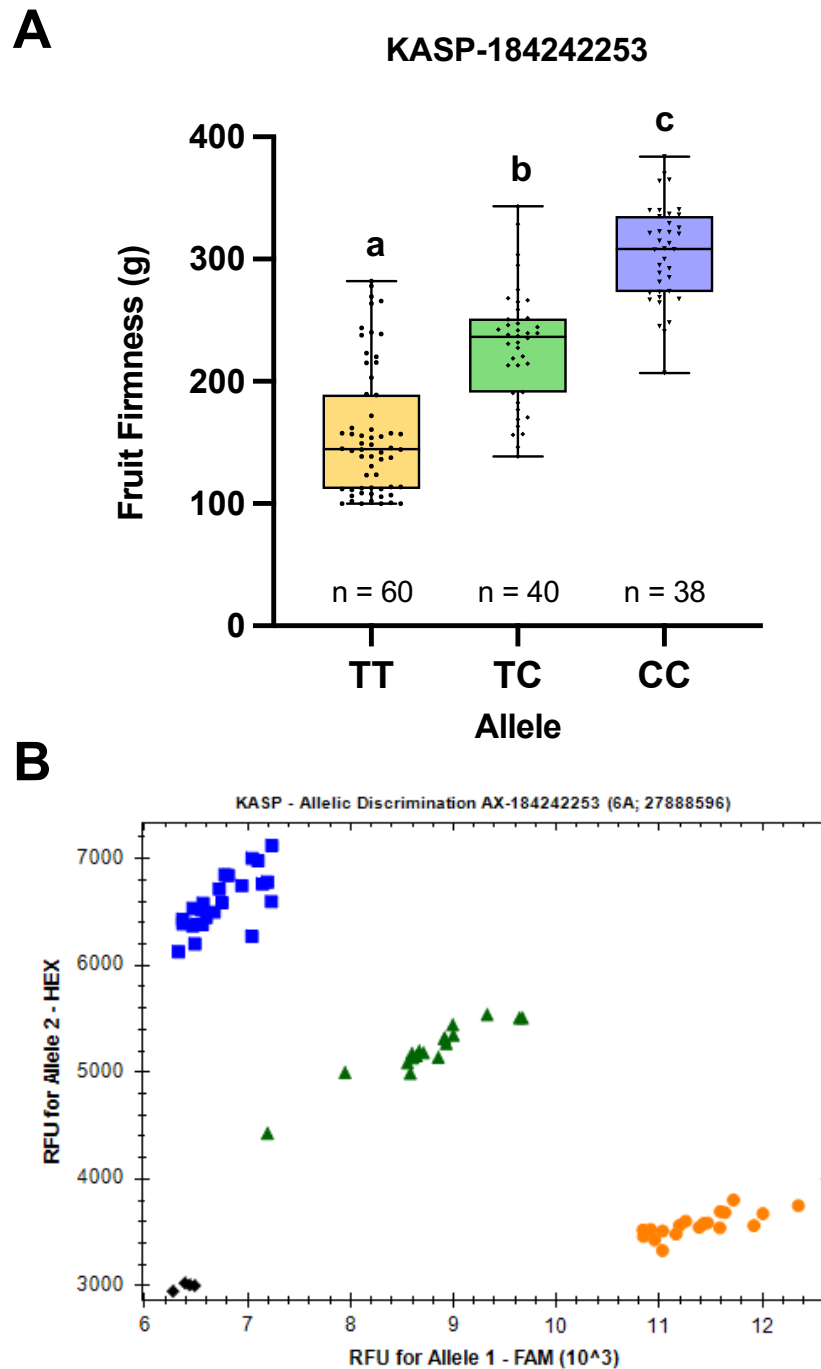 A
KASP-184242253
400
300
200
100
0
Fruit Firmness (g)
a
b
c
n = 60
n = 40
n = 38
TT
TC
CC
Allele
B
KASP - Allelic Discrimination AX-184242253 (6A; 27888596)
7000
6000
5000
4000
3000
RFU for Allele 2 - HEX
6
7
8
9
10
11
12
RFU for Allele 1 - FAM (10^3)